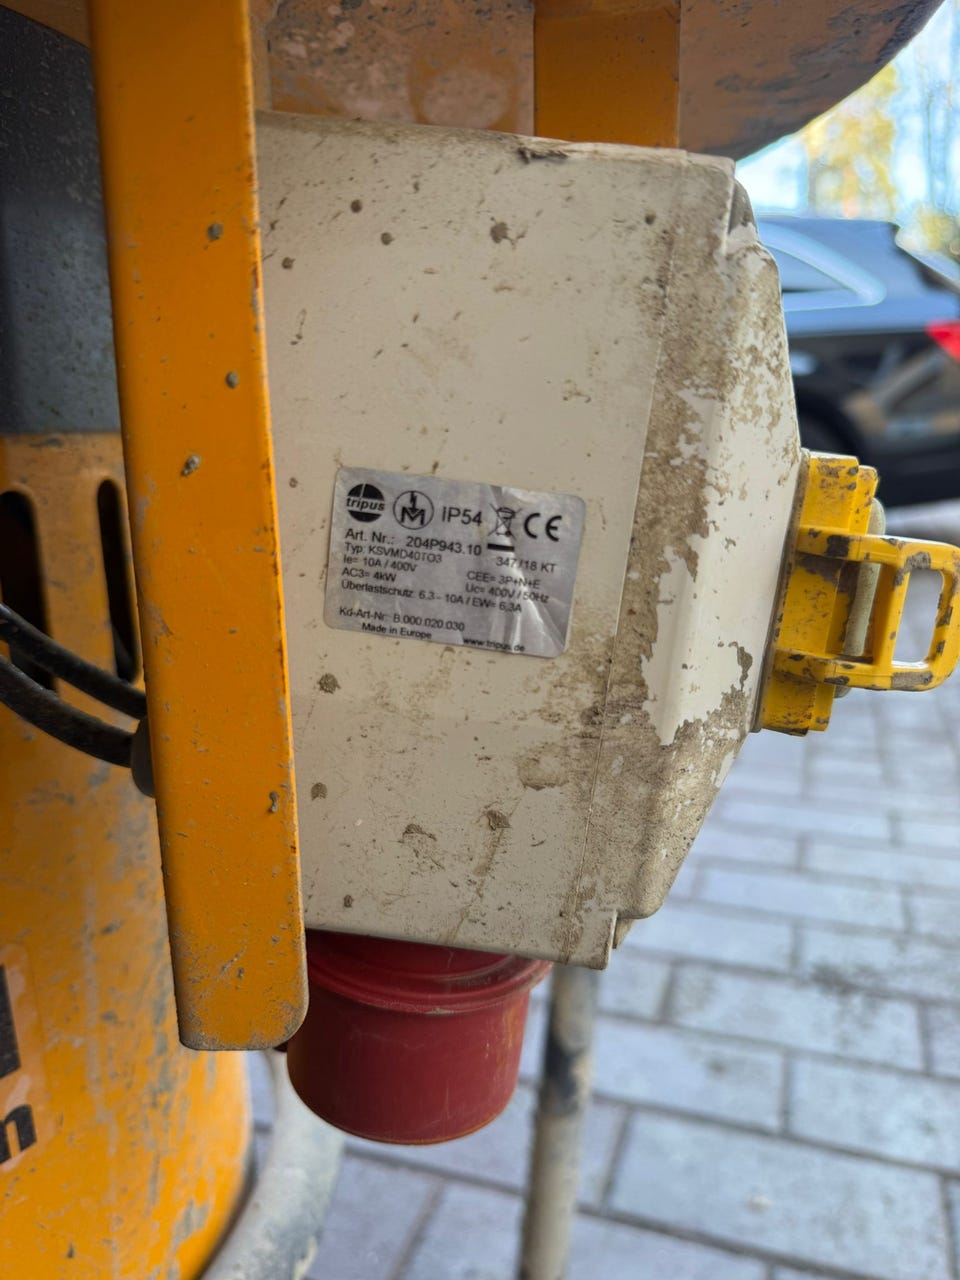 tripus
M
IP54
CE
Art. Nr.: 204P943.10
347/18 KT
Typ: KSVMD40TO3
CEE= 3P+N+E
Ie= 10A / 400V
Uc= 400V / 50Hz
AC3= 4kW
Überlastschutz: 6,3 - 10A / EW= 6,3A
Kd-Art-Nr: B.000.020.030
Made in Europe
www.tripus.de
n